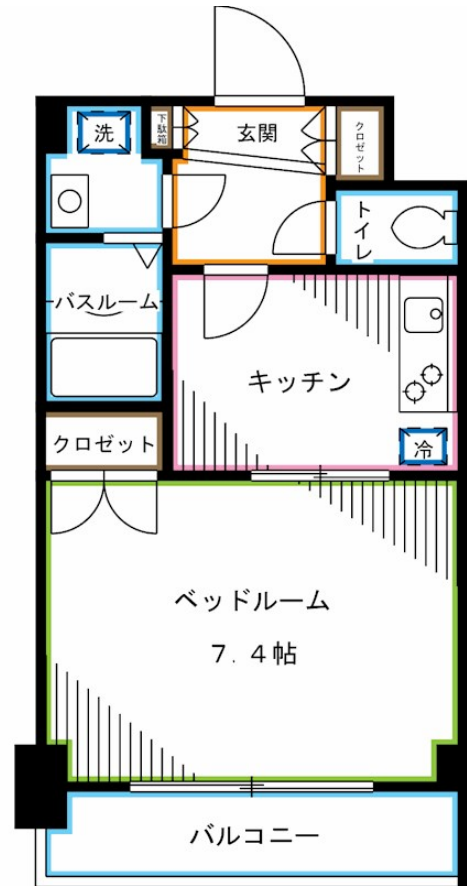 洗
下駄箱
玄関
クロゼット
トイレ
バスルーム
キッチン
クロゼット
冷
ベッドルーム
7.4帖
バルコニー